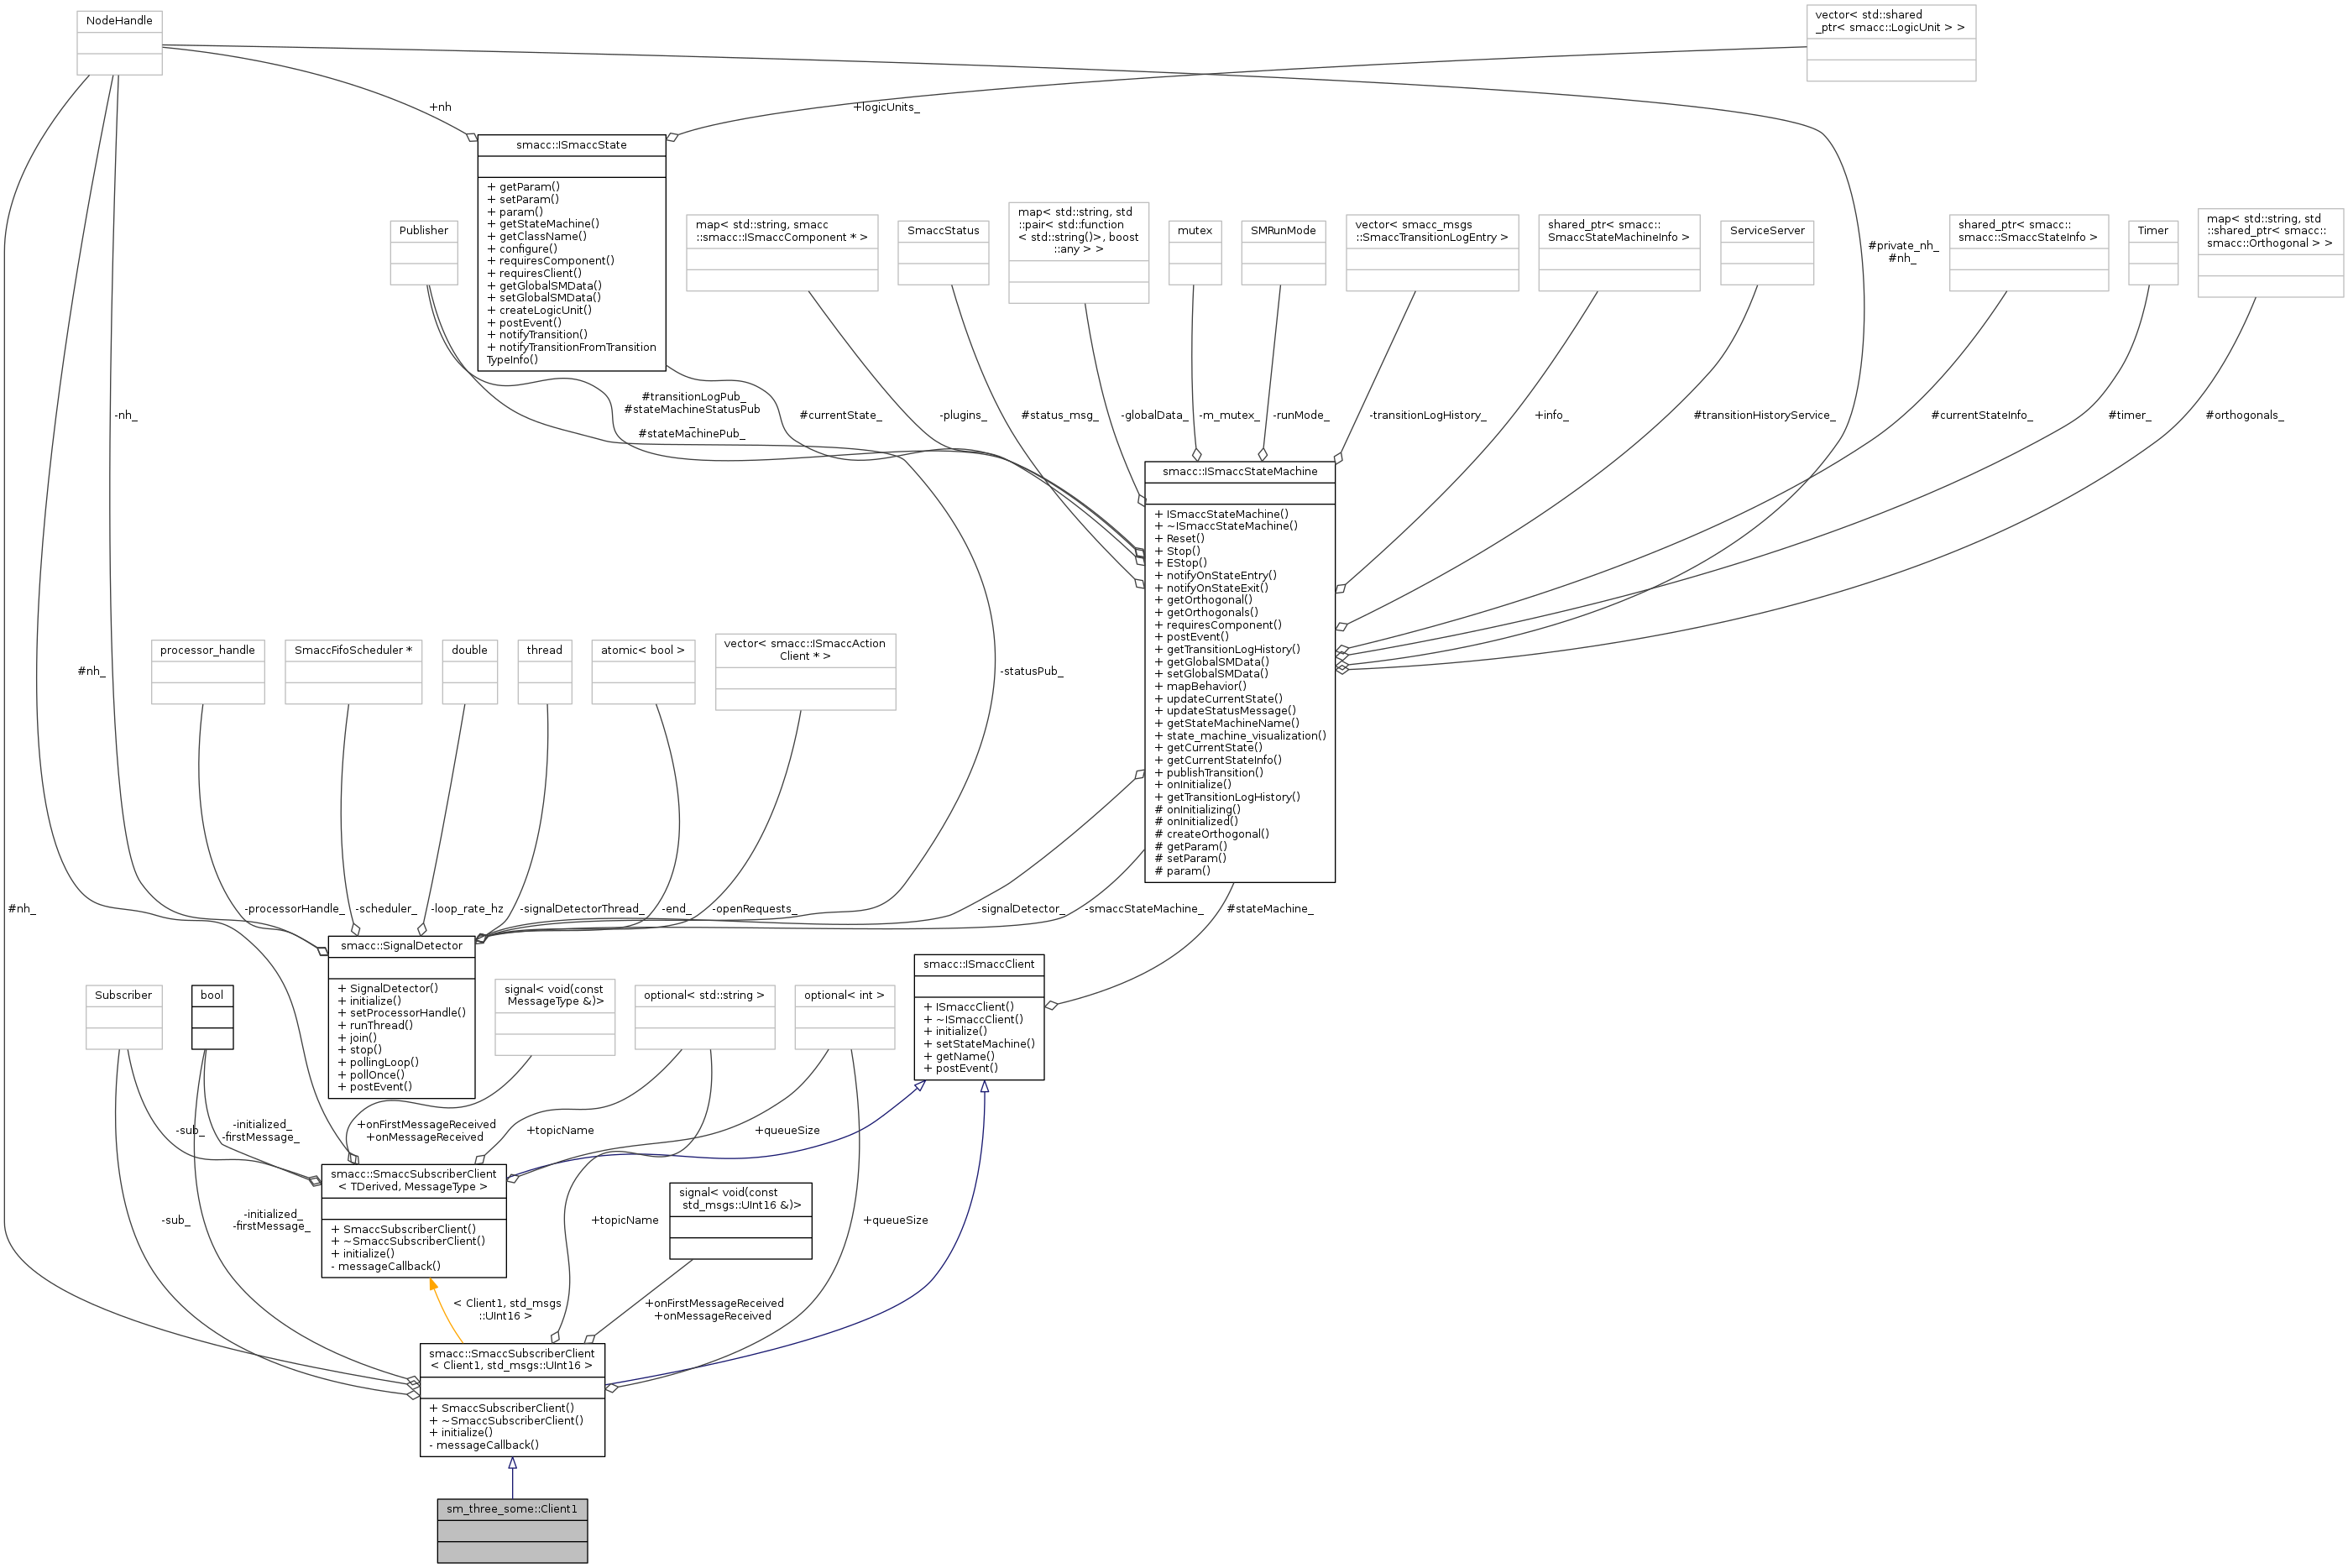 NodeHandle
vector< std::shared
_ptr< smacc::LogicUnit > >
+nh
+logicUnits_
smacc::ISmaccState
+ getParam()
+ setParam()
+ param()
+ getStateMachine()
+ getClassName()
+ configure()
+ requiresComponent()
+ requiresClient()
+ getGlobalSMData()
+ setGlobalSMData()
+ createLogicUnit()
+ postEvent()
+ notifyTransition()
+ notifyTransitionFromTransition
TypeInfo()
Publisher
map< std::string, smacc
::smacc::ISmaccComponent * >
SmaccStatus
map< std::string, std
::pair< std::function
< std::string()>, boost
::any > >
mutex
SMRunMode
vector< smacc_msgs
::SmaccTransitionLogEntry >
shared_ptr< smacc::
SmaccStateMachineInfo >
ServiceServer
#private_nh_
#nh_
shared_ptr< smacc::
smacc::SmaccStateInfo >
Timer
map< std::string, std
::shared_ptr< smacc::
smacc::Orthogonal > >
-nh_
#transitionLogPub_
#stateMachineStatusPub
_
#stateMachinePub_
#currentState_
-plugins_
#status_msg_
-globalData_
-m_mutex_
-runMode_
-transitionLogHistory_
+info_
#transitionHistoryService_
#currentStateInfo_
#timer_
#orthogonals_
smacc::ISmaccStateMachine
+ ISmaccStateMachine()
+ ~ISmaccStateMachine()
+ Reset()
+ Stop()
+ EStop()
+ notifyOnStateEntry()
+ notifyOnStateExit()
+ getOrthogonal()
+ getOrthogonals()
+ requiresComponent()
+ postEvent()
+ getTransitionLogHistory()
+ getGlobalSMData()
+ setGlobalSMData()
+ mapBehavior()
+ updateCurrentState()
+ updateStatusMessage()
+ getStateMachineName()
+ state_machine_visualization()
+ getCurrentState()
+ getCurrentStateInfo()
+ publishTransition()
+ onInitialize()
+ getTransitionLogHistory()
# onInitializing()
# onInitialized()
# createOrthogonal()
# getParam()
# setParam()
# param()
#nh_
processor_handle
SmaccFifoScheduler *
double
thread
atomic< bool >
vector< smacc::ISmaccAction
Client * >
-statusPub_
#nh_
-processorHandle_
-scheduler_
-loop_rate_hz
-signalDetectorThread_
-end_
-openRequests_
-signalDetector_
-smaccStateMachine_
#stateMachine_
smacc::SignalDetector
+ SignalDetector()
+ initialize()
+ setProcessorHandle()
+ runThread()
+ join()
+ stop()
+ pollingLoop()
+ pollOnce()
+ postEvent()
smacc::ISmaccClient
+ ISmaccClient()
+ ~ISmaccClient()
+ initialize()
+ setStateMachine()
+ getName()
+ postEvent()
Subscriber
bool
signal< void(const
MessageType &)>
optional< std::string >
optional< int >
-sub_
-initialized_
-firstMessage_
+onFirstMessageReceived
+onMessageReceived
+topicName
+queueSize
smacc::SmaccSubscriberClient
< TDerived, MessageType >
+ SmaccSubscriberClient()
+ ~SmaccSubscriberClient()
+ initialize()
- messageCallback()
signal< void(const
std_msgs::UInt16 &)>
-sub_
-initialized_
-firstMessage_
+topicName
+queueSize
< Client1, std_msgs
::UInt16 >
+onFirstMessageReceived
+onMessageReceived
smacc::SmaccSubscriberClient
< Client1, std_msgs::UInt16 >
+ SmaccSubscriberClient()
+ ~SmaccSubscriberClient()
+ initialize()
- messageCallback()
sm_three_some::Client1